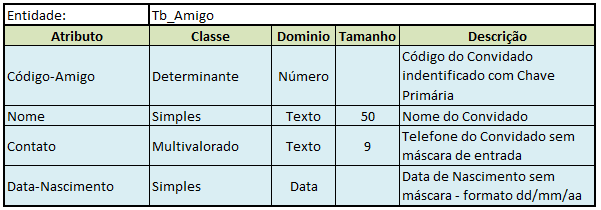 Entidade: Tb_Amigo
Atributo Classe Dominio Tamanho Descrição
Código-Amigo Determinante Número Código do Convidado
indentificado com Chave
Primária
Nome Simples Texto 50 Nome do Convidado
Contato Multivalorado Texto 9 Telefone do Convidado sem
máscara de entrada
Data-Nascimento Simples Data Data de Nascimento sem
máscara - formato dd/mm/aa